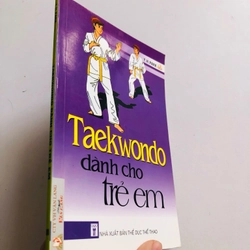 Taekwondo
dành cho
trẻ em
NHÀ XUẤT BẢN THỂ DỤC THỂ THAO